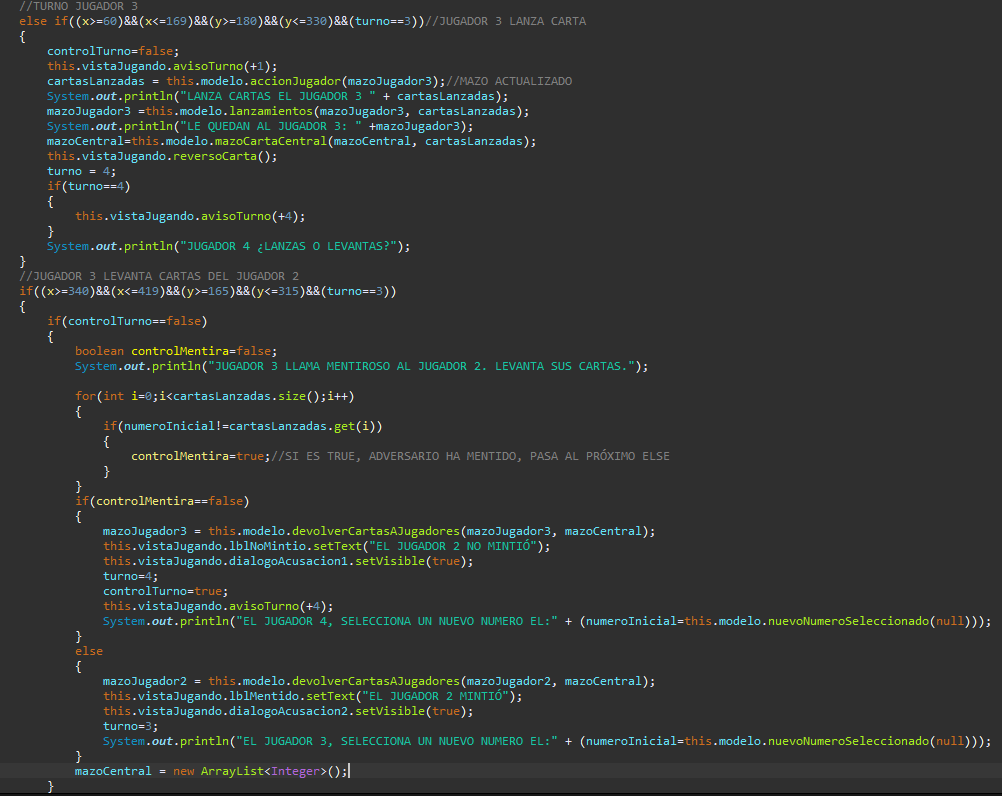 //TURNO JUGADOR 3
else if((x>=60)&&(x<=169)&&(y>=180)&&(y<=330)&&(turno==3))//JUGADOR 3 LANZA CARTA
{
    controlTurno=false;
    this.vistaJugando.avisoTurno(+1);
    cartasLanzadas = this.modelo.accionJugador(mazoJugador3);//MAZO ACTUALIZADO
    System.out.println("LANZA CARTAS EL JUGADOR 3 " + cartasLanzadas);
    mazoJugador3 =this.modelo.lanzamientos(mazoJugador3, cartasLanzadas);
    System.out.println("LE QUEDAN AL JUGADOR 3: " +mazoJugador3);
    mazoCentral=this.modelo.mazoCartaCentral(mazoCentral, cartasLanzadas);
    this.vistaJugando.reversoCarta();
    turno = 4;
    if(turno==4)
    {
        this.vistaJugando.avisoTurno(+4);
    }
    System.out.println("JUGADOR 4 ¿LANZAS O LEVANTAS?");
}
//JUGADOR 3 LEVANTA CARTAS DEL JUGADOR 2
if((x>=340)&&(x<=419)&&(y>=165)&&(y<=315)&&(turno==3))
{
    if(controlTurno==false)
    {
        boolean controlMentira=false;
        System.out.println("JUGADOR 3 LLAMA MENTIROSO AL JUGADOR 2. LEVANTA SUS CARTAS.");
        for(int i=0;i<cartasLanzadas.size();i++)
        {
            if(numeroInicial!=cartasLanzadas.get(i))
            {
                controlMentira=true;//SI ES TRUE, ADVERSARIO HA MENTIDO, PASA AL PRÓXIMO ELSE
            }
        }
        if(controlMentira==false)
        {
            mazoJugador3 = this.modelo.devolverCartasAJugadores(mazoJugador3, mazoCentral);
            this.vistaJugando.lblNoMintio.setText("EL JUGADOR 2 NO MINTIÓ");
            this.vistaJugando.dialogoAcusacion1.setVisible(true);
            turno=4;
            controlTurno=true;
            this.vistaJugando.avisoTurno(+4);
            System.out.println("EL JUGADOR 4, SELECCIONA UN NUEVO NUMERO EL:" + (numeroInicial=this.modelo.nuevoNumeroSeleccionado(null)));
        }
        else
        {
            mazoJugador2 = this.modelo.devolverCartasAJugadores(mazoJugador2, mazoCentral);
            this.vistaJugando.lblMentido.setText("EL JUGADOR 2 MINTIÓ");
            this.vistaJugando.dialogoAcusacion2.setVisible(true);
            turno=3;
            System.out.println("EL JUGADOR 3, SELECCIONA UN NUEVO NUMERO EL:" + (numeroInicial=this.modelo.nuevoNumeroSeleccionado(null)));
        }
        mazoCentral = new ArrayList<Integer>();
    }